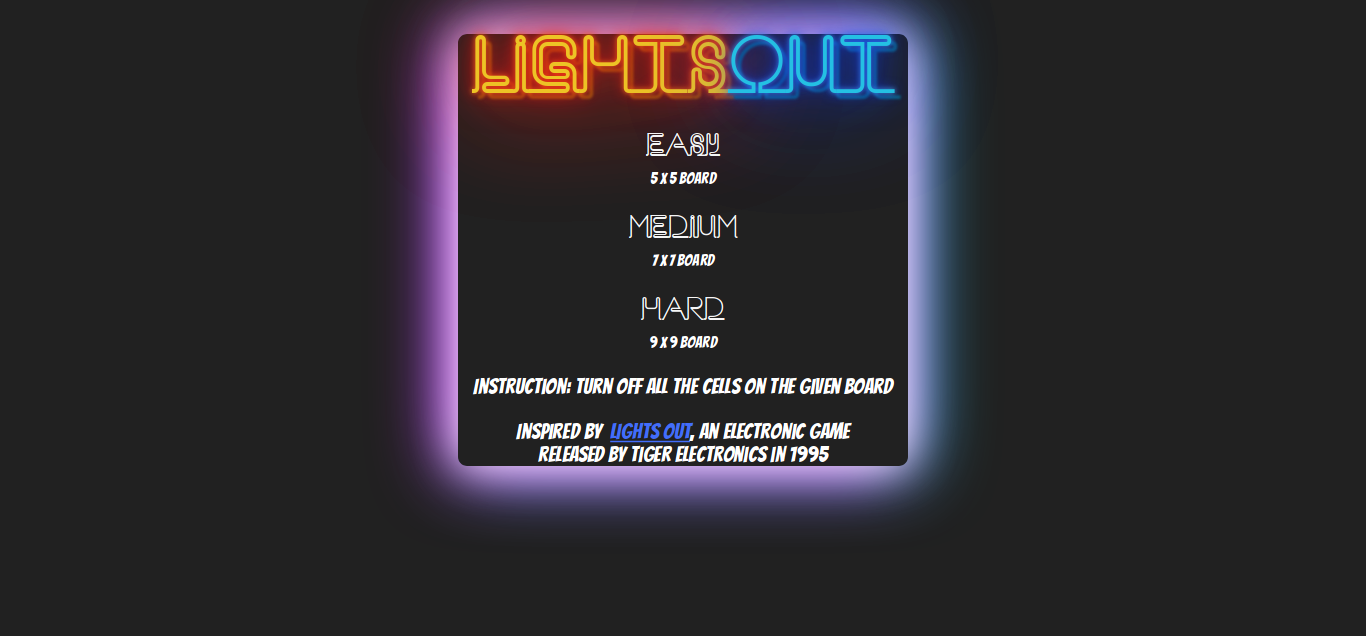 LIGHTSOUT
EASY
5 X 5 BOARD
MEDIUM
7 X 7 BOARD
HARD
9 X 9 BOARD
INSTRUCTION: TURN OFF ALL THE CELLS ON THE GIVEN BOARD
INSPIRED BY LIGHTS OUT, AN ELECTRONIC GAME
RELEASED BY TIGER ELECTRONICS IN 1995